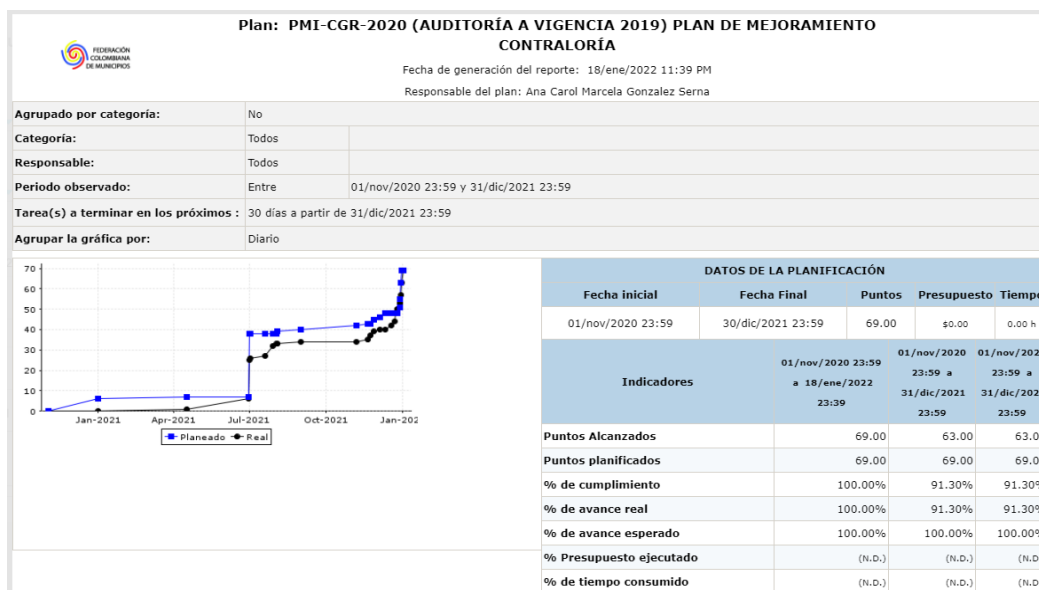 Plan: PMI-CGR-2020 (AUDITORÍA A VIGENCIA 2019) PLAN DE MEJORAMIENTO
CONTRALORÍA
FEDERACIÓN
COLOMBIANA
DE MUNICIPIOS
Fecha de generación del reporte: 18/ene/2022 11:39 PM
Responsable del plan: Ana Carol Marcela Gonzalez Serna
Agrupado por categoría: No
Categoría: Todos
Responsable: Todos
Periodo observado: Entre 01/nov/2020 23:59 y 31/dic/2021 23:59
Tarea(s) a terminar en los próximos : 30 días a partir de 31/dic/2021 23:59
Agrupar la gráfica por: Diario
70
60
50
40
30
20
10
0
Jan-2021 Apr-2021 Jul-2021 Oct-2021 Jan-202
Planeado Real
DATOS DE LA PLANIFICACIÓN
Fecha inicial Fecha Final Puntos Presupuesto Tiempo
01/nov/2020 23:59 30/dic/2021 23:59 69.00 $0.00 0.00 h
Indicadores
01/nov/2020 23:59
a 18/ene/2022
23:39
01/nov/2020
23:59 a
31/dic/2021
23:59
01/nov/202
23:59 a
31/dic/202
23:59
Puntos Alcanzados 69.00 63.00 63.0
Puntos planificados 69.00 69.00 69.0
% de cumplimiento 100.00% 91.30% 91.30%
% de avance real 100.00% 91.30% 91.30%
% de avance esperado 100.00% 100.00% 100.00%
% Presupuesto ejecutado (N.D.) (N.D.) (N.D
% de tiempo consumido (N.D.) (N.D.) (N.D